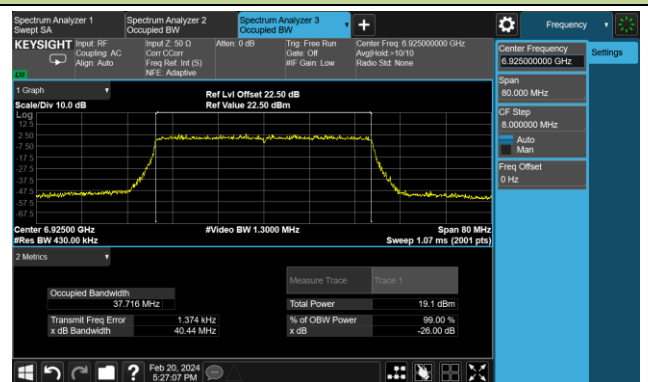 Spectrum Analyzer 1
Swept SA
Spectrum Analyzer 2
Occupied BW
Spectrum Analyzer 3
Occupied BW
Frequency
KEYSIGHT
Input: RF
Coupling: AC
Align: Auto
Input Z: 50 Ω
Corr CCorr
Freq Ref: Int (S)
NFE: Adaptive
Atten: 0 dB
Trig: Free Run
Gate: Off
#IF Gain: Low
Center Freq: 6.925000000 GHz
Avg|Hold:>10/10
Radio Std: None
Center Frequency
6.925000000 GHz
Settings
Span
80.000 MHz
CF Step
8.000000 MHz
Auto
Man
Freq Offset
0 Hz
1 Graph
Scale/Div 10.0 dB
Ref Lvl Offset 22.50 dB
Ref Value 22.50 dBm
Log
12.5
2.50
-7.50
-17.5
-27.5
-37.5
-47.5
-57.5
-67.5
Center 6.92500 GHz
#Res BW 430.00 kHz
#Video BW 1.3000 MHz
Span 80 MHz
Sweep 1.07 ms (2001 pts)
2 Metrics
Measure Trace
Trace 1
Occupied Bandwidth
37.716 MHz
Total Power
19.1 dBm
Transmit Freq Error
1.374 kHz
% of OBW Power
99.00 %
x dB Bandwidth
40.44 MHz
x dB
-26.00 dB
?
Feb 20, 2024
5:27:07 PM